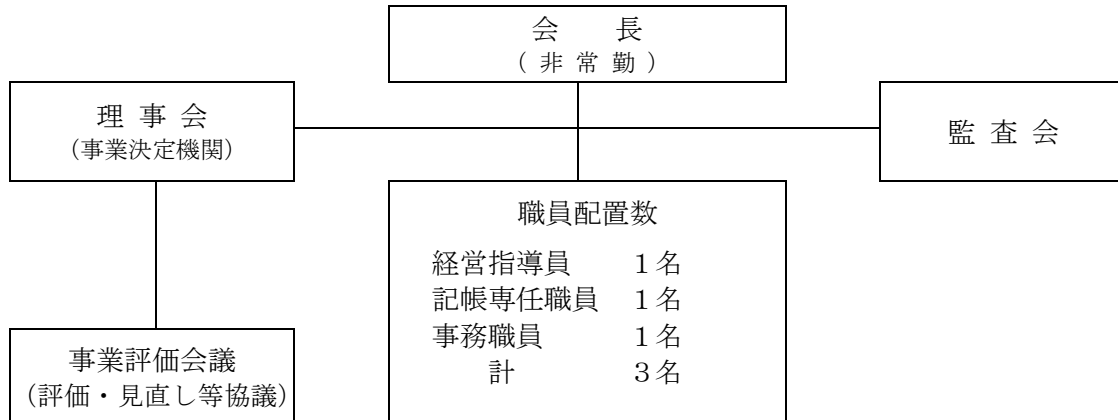 会　長
（非常勤）
理事会
（事業決定機関）
監査会
職員配置数
経営指導員　１名
記帳専任職員　１名
事務職員　１名
計　３名
事業評価会議
（評価・見直し等協議）